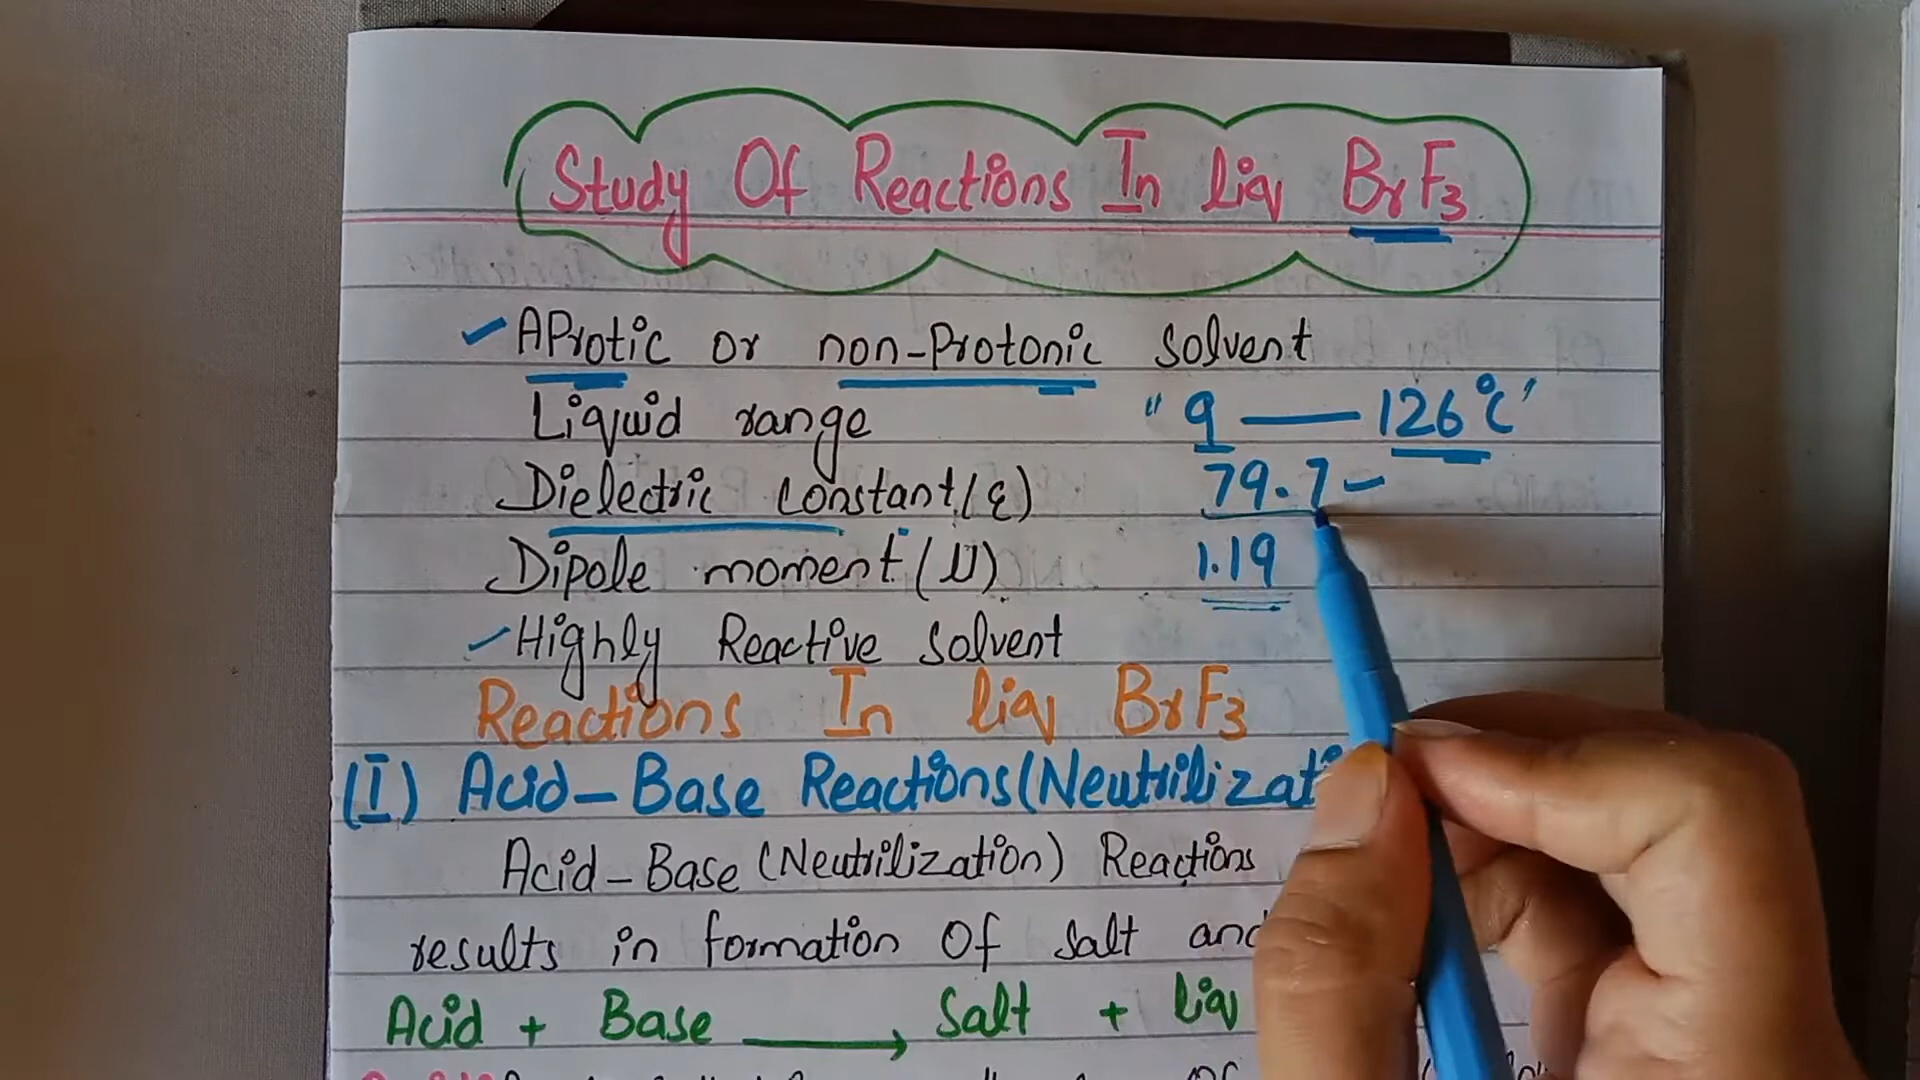 Study Of Reactions In liq BrF3
Aprotic or non-Protonic solvent
Liquid range "9 — 126°C"
Dielectric constant(ε) 79.7
Dipole moment(μ) 1.19
Highly Reactive solvent
Reactions In liq BrF3
(I) Acid-Base Reactions(Neutrilizati
Acid-Base (Neutrilization) Reactions
results in formation Of salt and
Acid + Base → Salt + liq